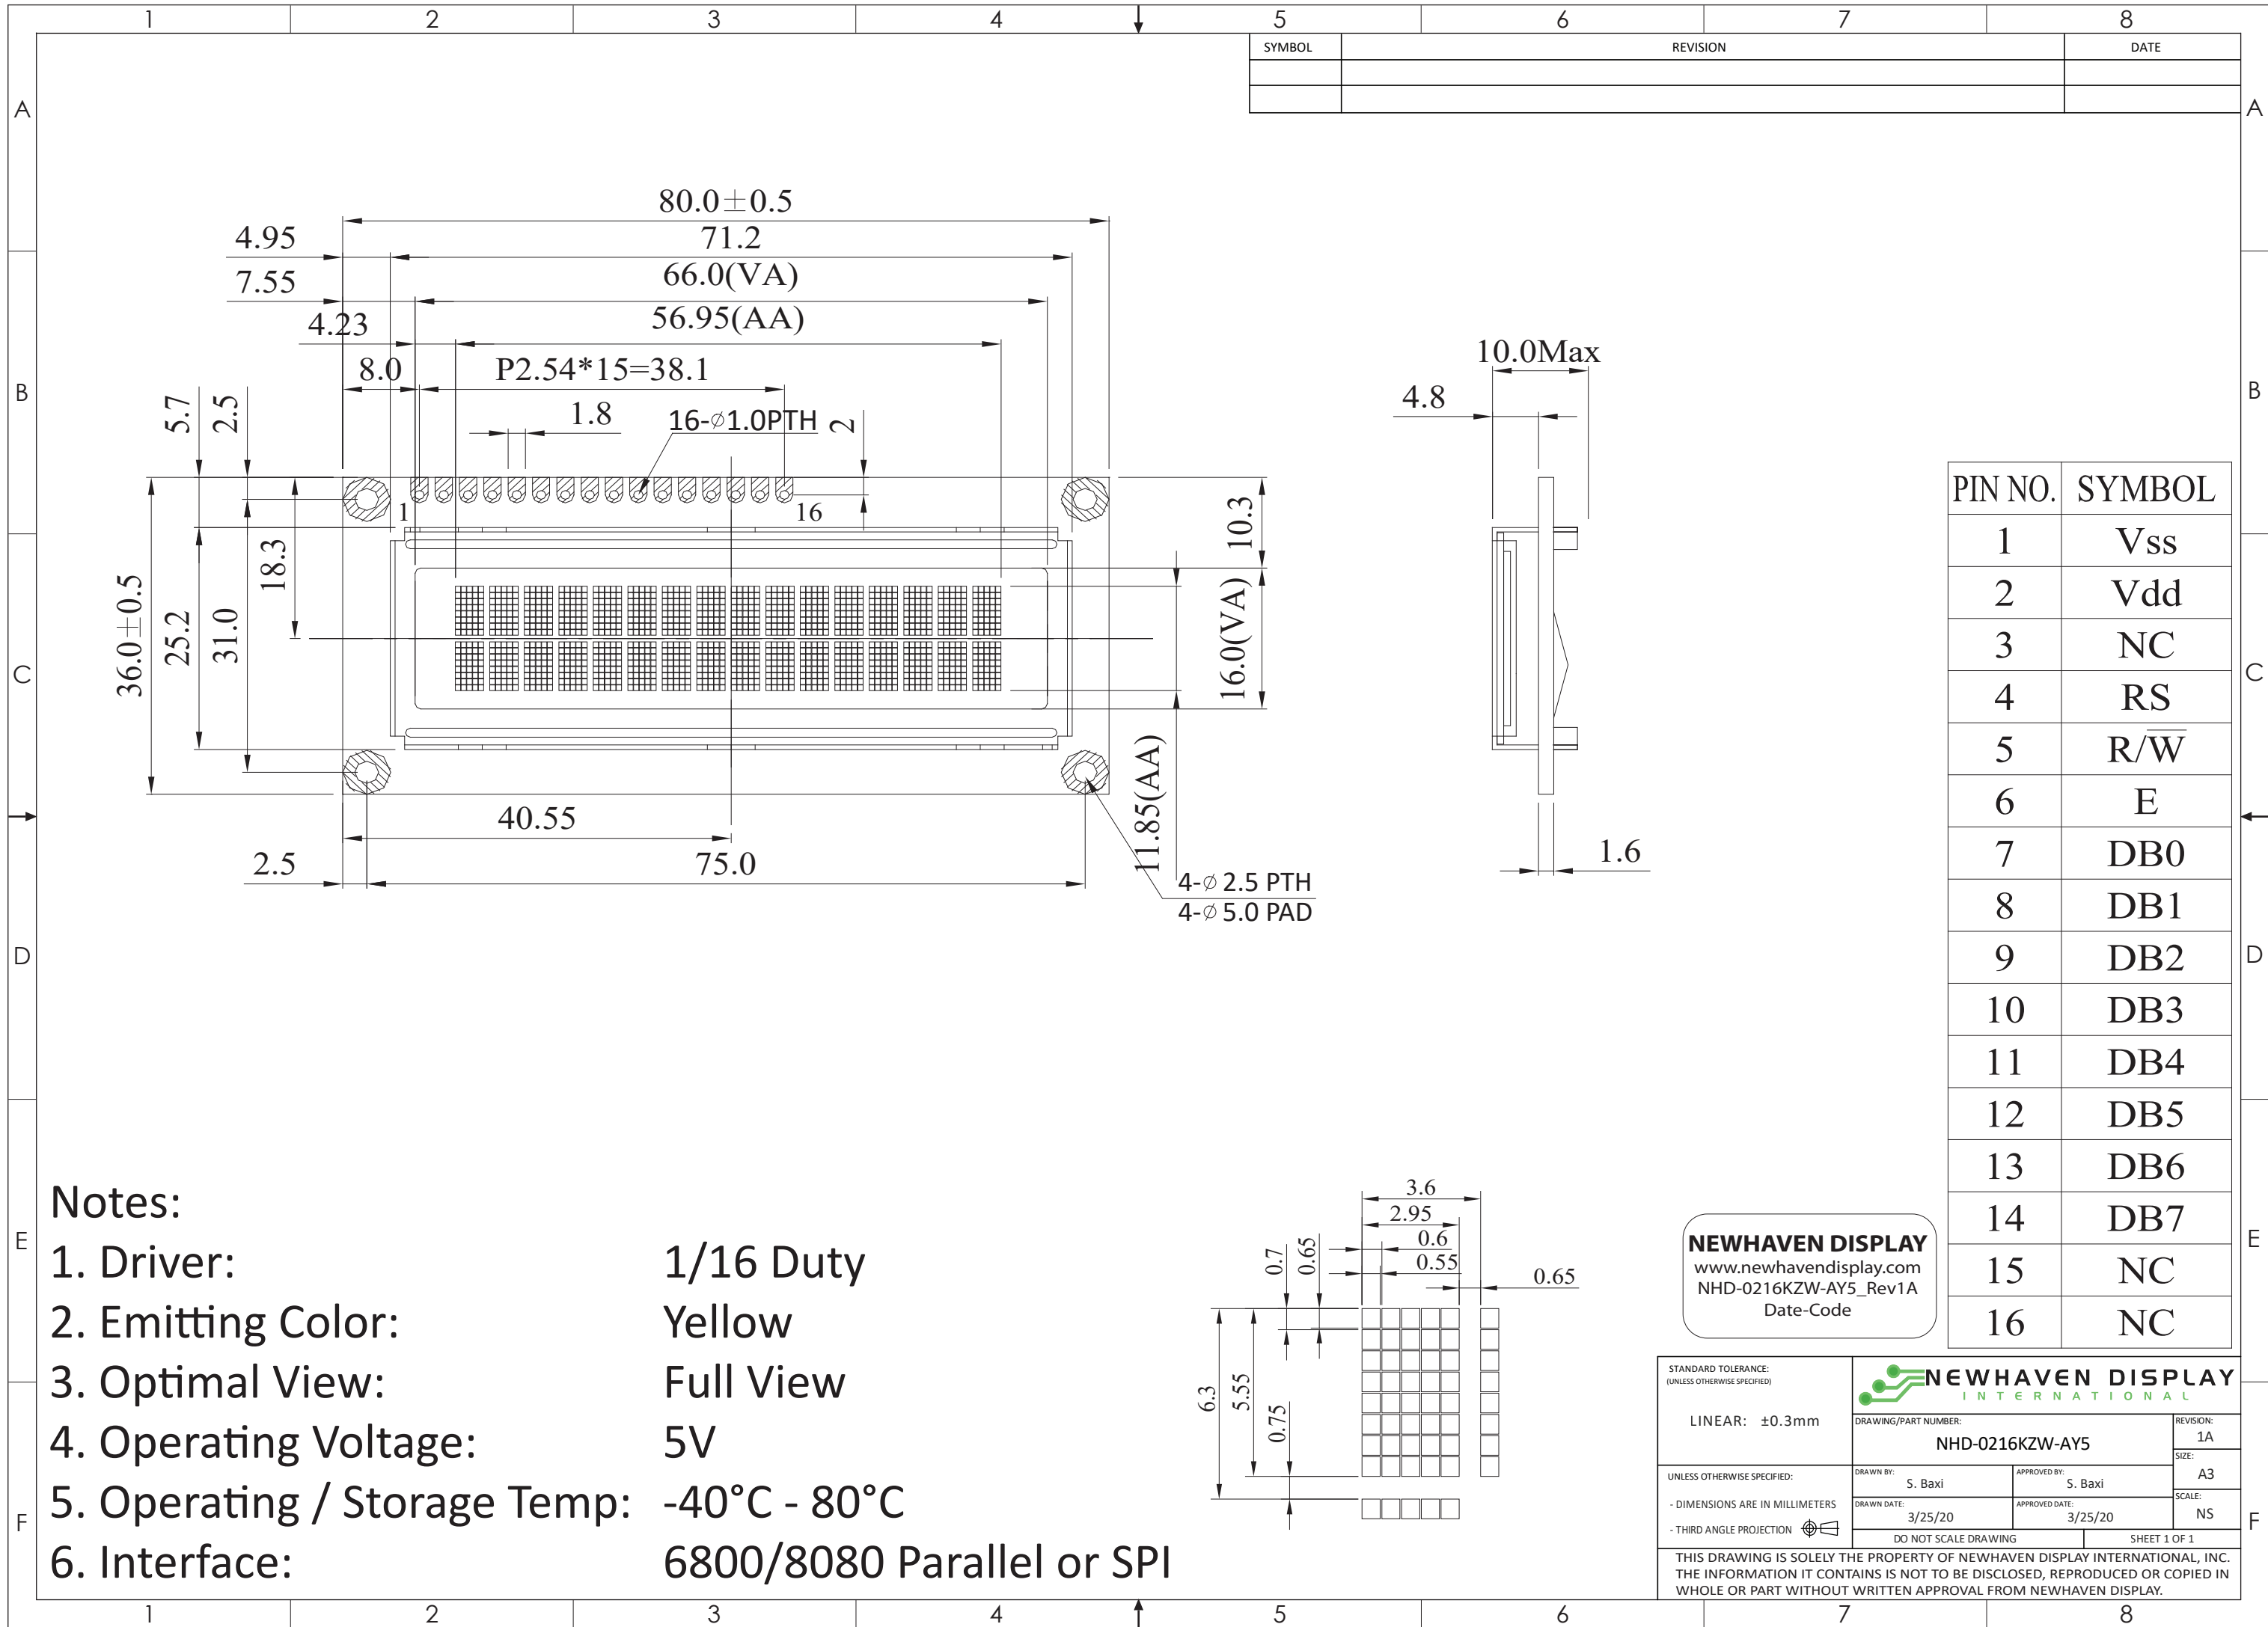 1 2 3 4 5 6 7 8
SYMBOL REVISION DATE
A A
B B
C C
D D
E E
F F
80.0±0.5
4.95 71.2
7.55 66.0(VA)
4.23 56.95(AA)
8.0 P2.54*15=38.1
1.8 16-⌀1.0PTH 2
5.7 2.5
1 16
36.0±0.5
25.2
31.0
18.3
10.3
16.0(VA)
11.85(AA)
40.55
2.5 75.0
4-⌀ 2.5 PTH
4-⌀ 5.0 PAD
10.0Max
4.8
1.6
PIN NO. SYMBOL
1 Vss
2 Vdd
3 NC
4 RS
5 R/W̅
6 E
7 DB0
8 DB1
9 DB2
10 DB3
11 DB4
12 DB5
13 DB6
14 DB7
15 NC
16 NC
Notes:
1. Driver: 1/16 Duty
2. Emitting Color: Yellow
3. Optimal View: Full View
4. Operating Voltage: 5V
5. Operating / Storage Temp: -40°C - 80°C
6. Interface: 6800/8080 Parallel or SPI
3.6
2.95
0.6
0.55
0.65
0.7
0.65
6.3
5.55
0.75
NEWHAVEN DISPLAY
www.newhavendisplay.com
NHD-0216KZW-AY5_Rev1A
Date-Code
STANDARD TOLERANCE:
(UNLESS OTHERWISE SPECIFIED)
LINEAR: ±0.3mm
NEWHAVEN DISPLAY
INTERNATIONAL
DRAWING/PART NUMBER:
NHD-0216KZW-AY5
REVISION:
1A
SIZE:
A3
SCALE:
NS
UNLESS OTHERWISE SPECIFIED:
- DIMENSIONS ARE IN MILLIMETERS
- THIRD ANGLE PROJECTION
DRAWN BY:
S. Baxi
APPROVED BY:
S. Baxi
DRAWN DATE:
3/25/20
APPROVED DATE:
3/25/20
DO NOT SCALE DRAWING SHEET 1 OF 1
THIS DRAWING IS SOLELY THE PROPERTY OF NEWHAVEN DISPLAY INTERNATIONAL, INC.
THE INFORMATION IT CONTAINS IS NOT TO BE DISCLOSED, REPRODUCED OR COPIED IN
WHOLE OR PART WITHOUT WRITTEN APPROVAL FROM NEWHAVEN DISPLAY.
1 2 3 4 5 6 7 8